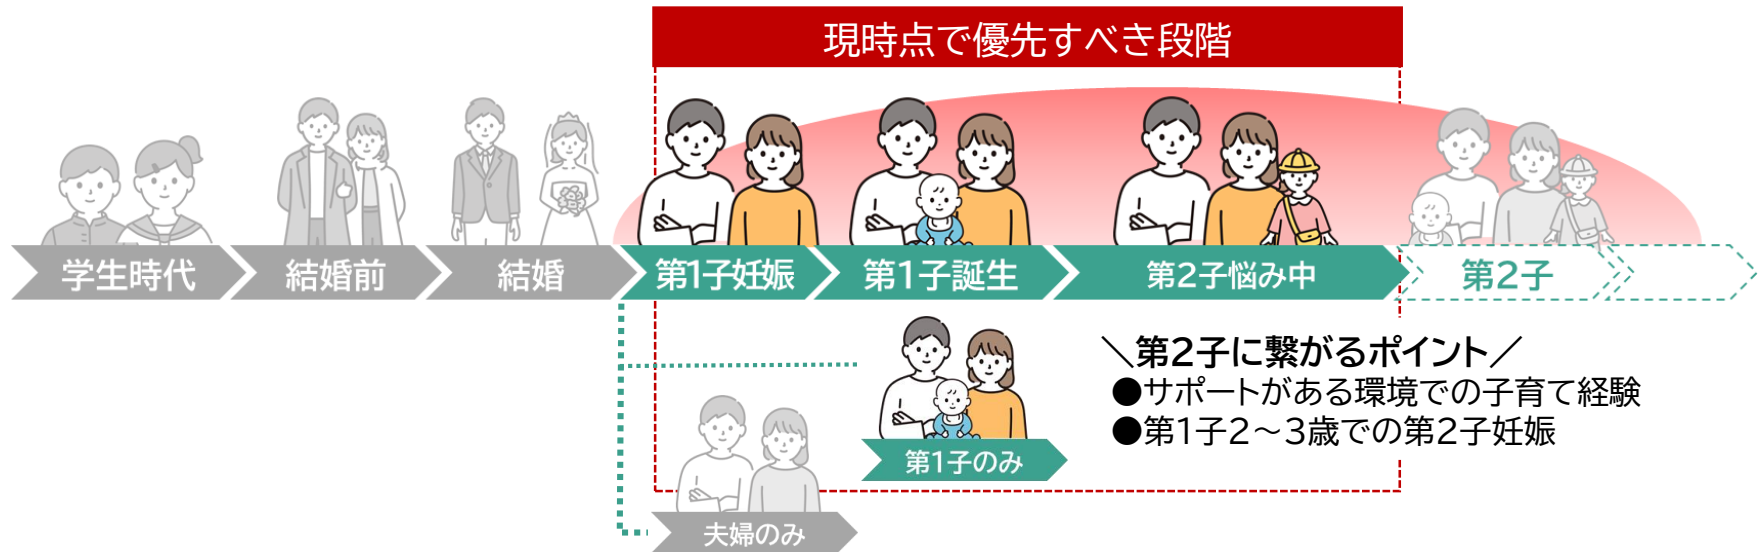 現時点で優先すべき段階
学生時代
結婚前
結婚
第1子妊娠
第1子誕生
第2子悩み中
第2子
＼第2子に繋がるポイント／
●サポートがある環境での子育て経験
●第1子2～3歳での第2子妊娠
第1子のみ
夫婦のみ